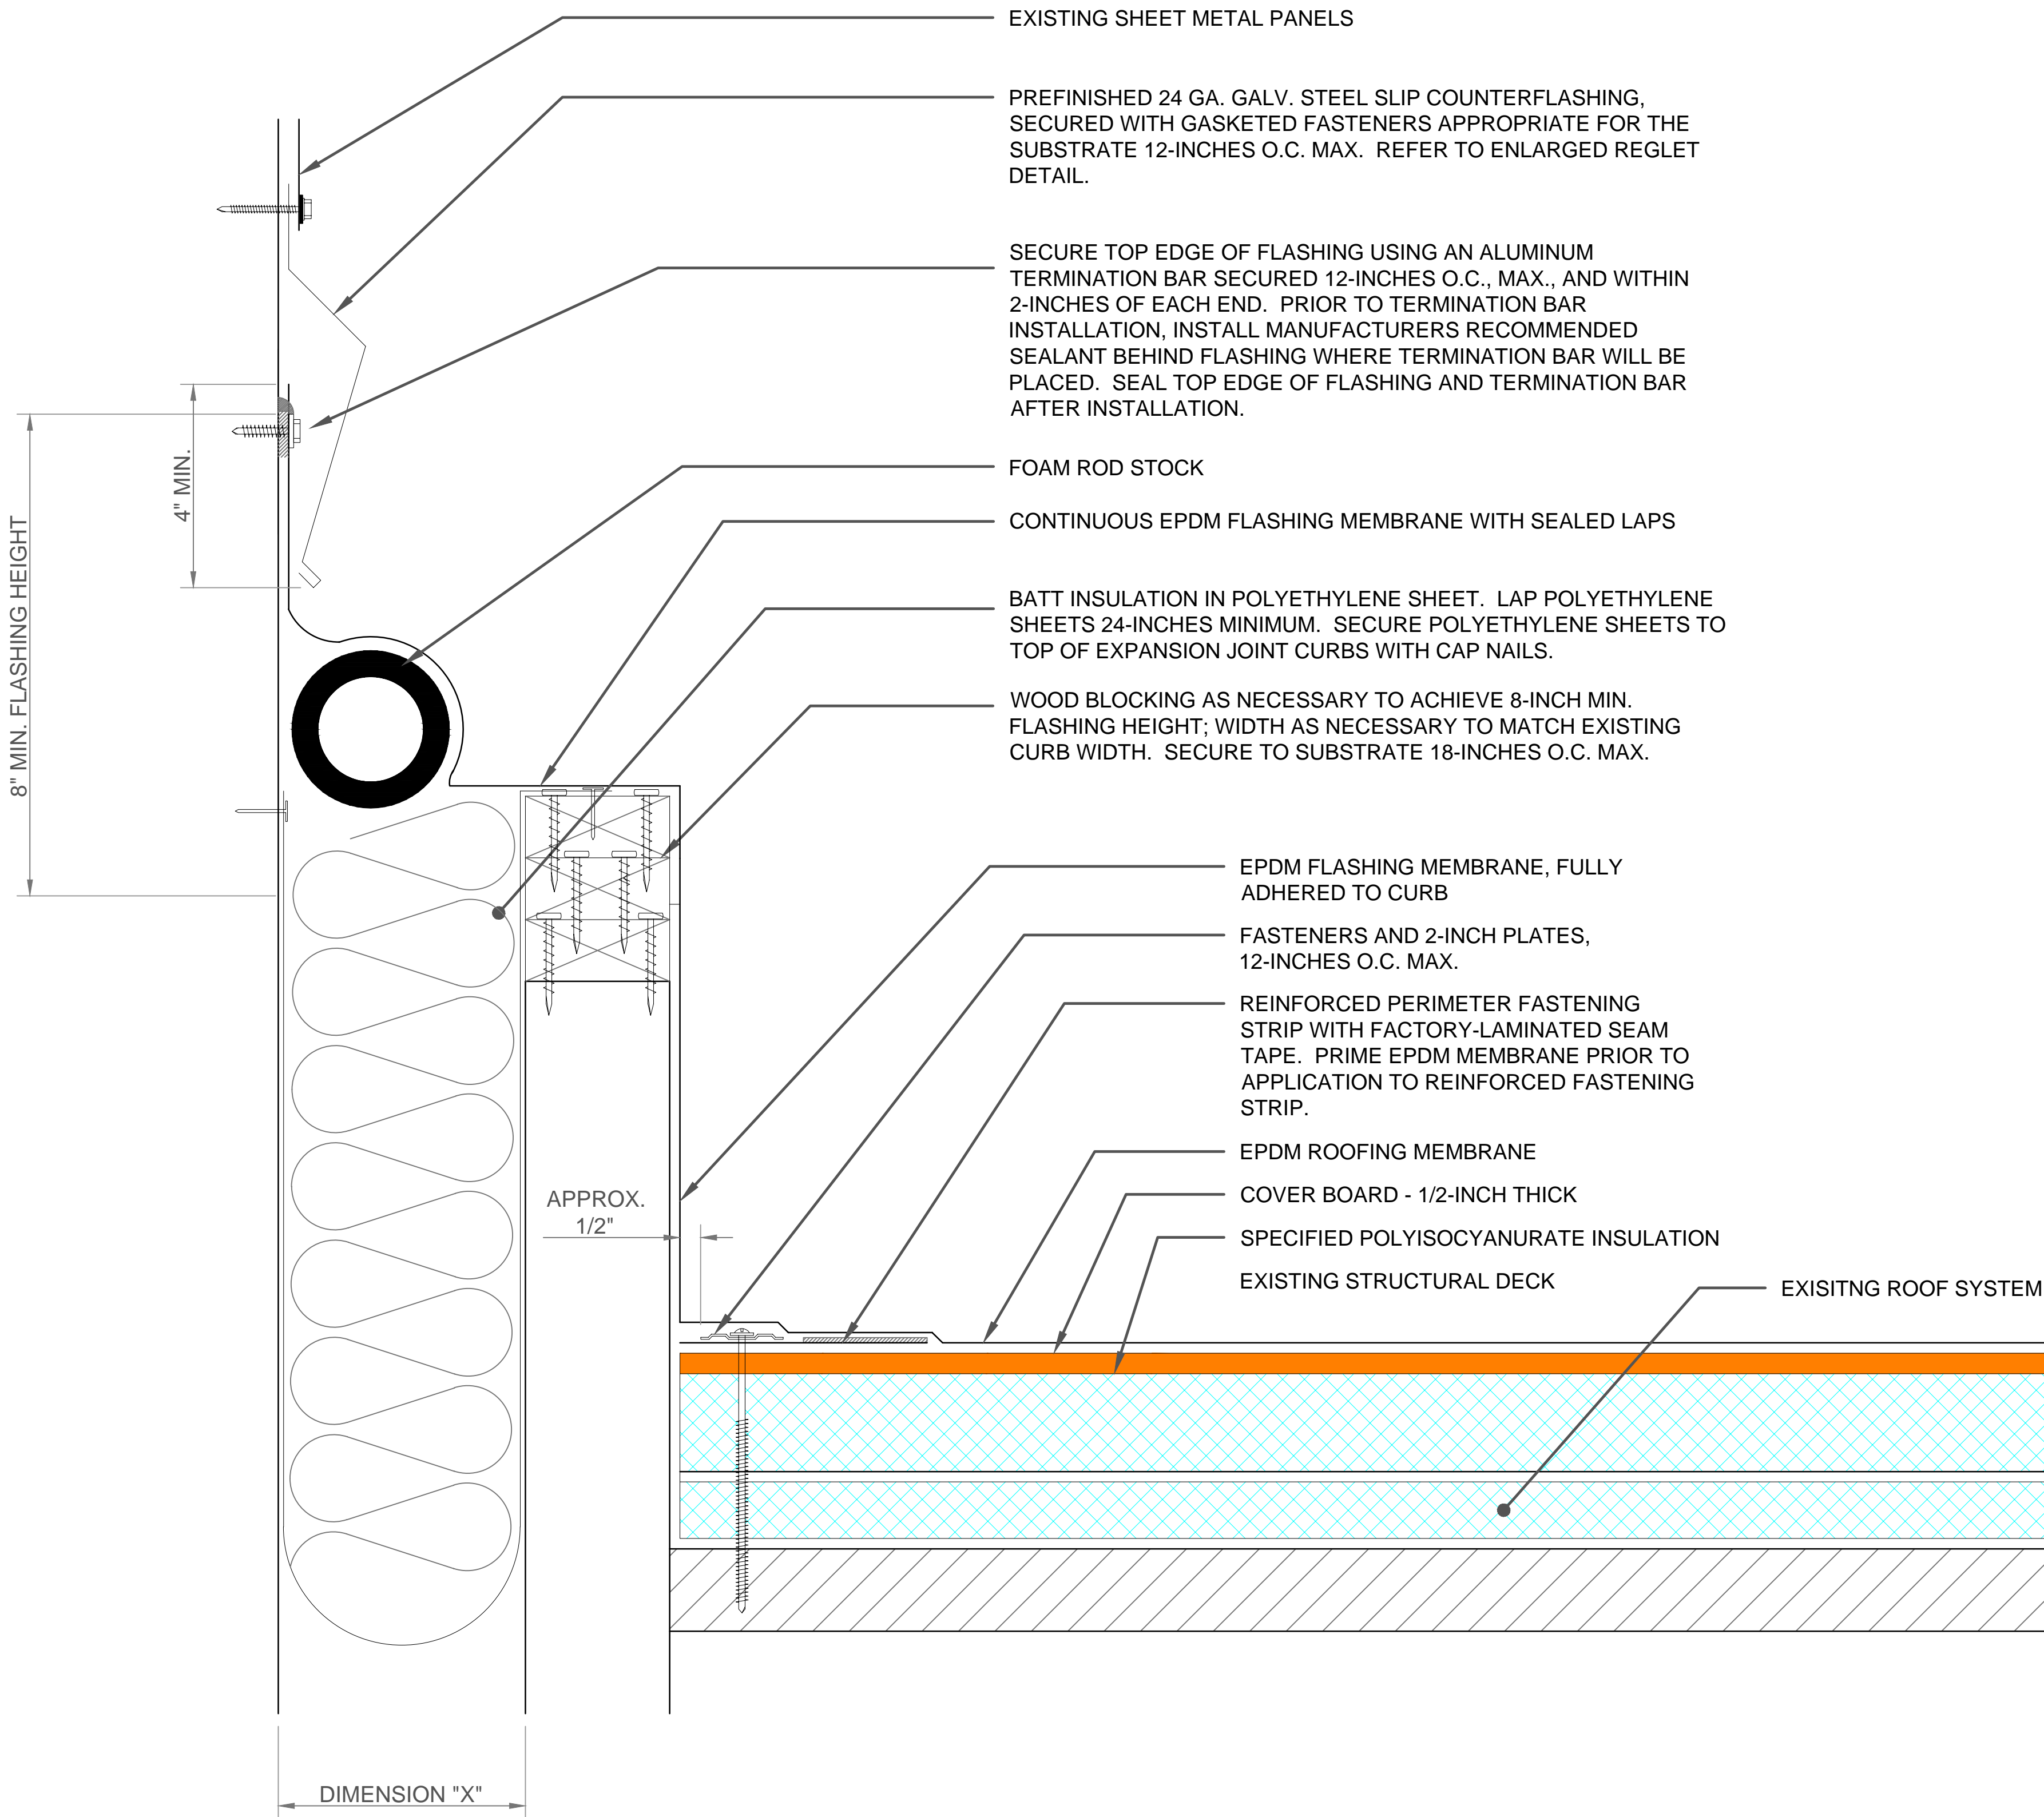 EXISTING SHEET METAL PANELS
PREFINISHED 24 GA. GALV. STEEL SLIP COUNTERFLASHING,
SECURED WITH GASKETED FASTENERS APPROPRIATE FOR THE
SUBSTRATE 12-INCHES O.C. MAX.  REFER TO ENLARGED REGLET
DETAIL.
SECURE TOP EDGE OF FLASHING USING AN ALUMINUM
TERMINATION BAR SECURED 12-INCHES O.C., MAX., AND WITHIN
2-INCHES OF EACH END.  PRIOR TO TERMINATION BAR
INSTALLATION, INSTALL MANUFACTURERS RECOMMENDED
SEALANT BEHIND FLASHING WHERE TERMINATION BAR WILL BE
PLACED.  SEAL TOP EDGE OF FLASHING AND TERMINATION BAR
AFTER INSTALLATION.
4" MIN.
8" MIN. FLASHING HEIGHT
FOAM ROD STOCK
CONTINUOUS EPDM FLASHING MEMBRANE WITH SEALED LAPS
BATT INSULATION IN POLYETHYLENE SHEET.  LAP POLYETHYLENE
SHEETS 24-INCHES MINIMUM.  SECURE POLYETHYLENE SHEETS TO
TOP OF EXPANSION JOINT CURBS WITH CAP NAILS.
WOOD BLOCKING AS NECESSARY TO ACHIEVE 8-INCH MIN.
FLASHING HEIGHT; WIDTH AS NECESSARY TO MATCH EXISTING
CURB WIDTH.  SECURE TO SUBSTRATE 18-INCHES O.C. MAX.
EPDM FLASHING MEMBRANE, FULLY
ADHERED TO CURB
FASTENERS AND 2-INCH PLATES,
12-INCHES O.C. MAX.
REINFORCED PERIMETER FASTENING
STRIP WITH FACTORY-LAMINATED SEAM
TAPE.  PRIME EPDM MEMBRANE PRIOR TO
APPLICATION TO REINFORCED FASTENING
STRIP.
EPDM ROOFING MEMBRANE
COVER BOARD - 1/2-INCH THICK
APPROX.
1/2"
SPECIFIED POLYISOCYANURATE INSULATION
EXISTING STRUCTURAL DECK
EXISITNG ROOF SYSTEM
DIMENSION "X"